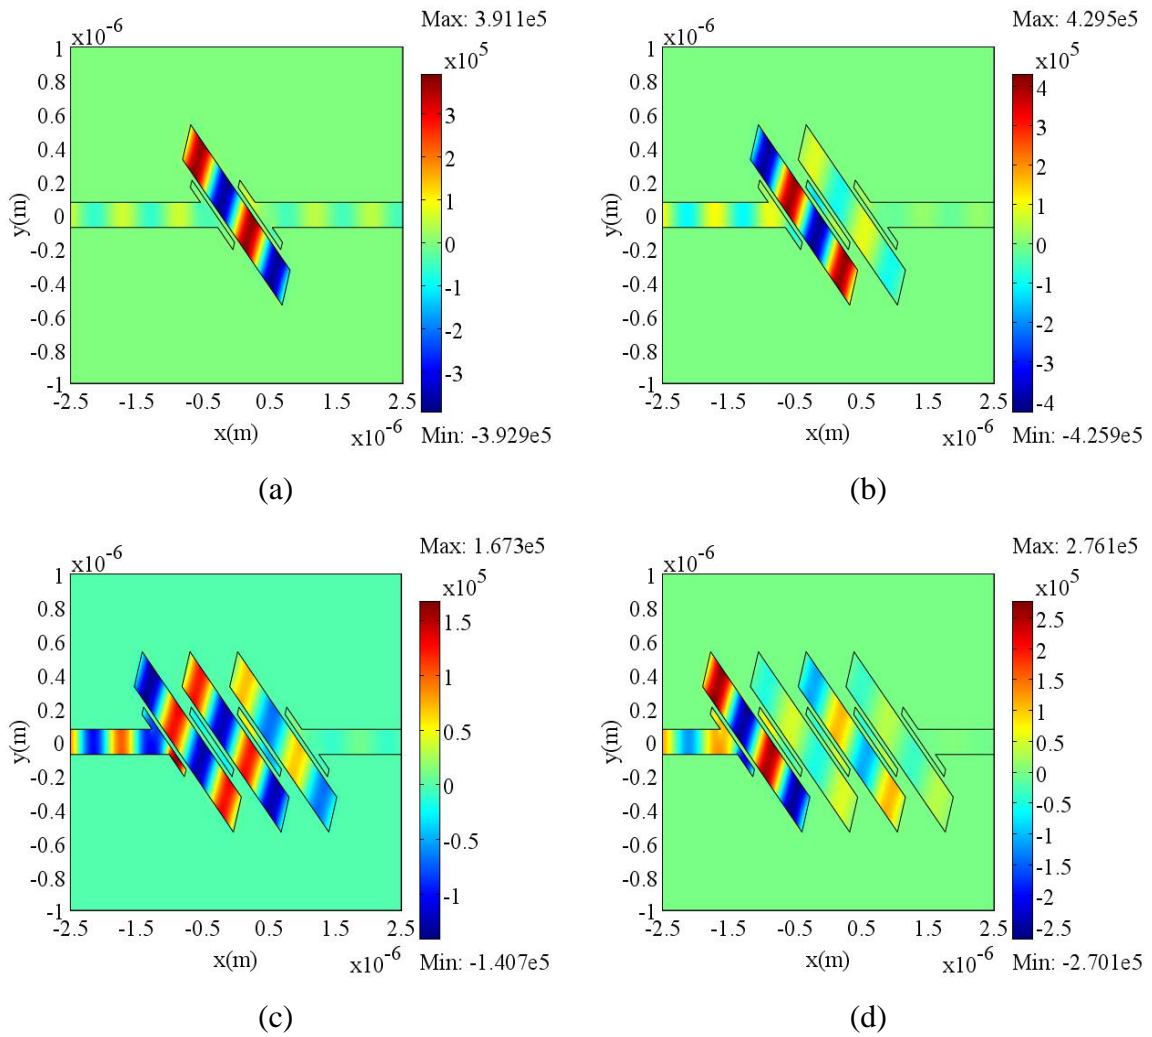 Max: 3.911e5
x10^-6
x10^5
1
0.8
0.6
0.4
0.2
0
-0.2
-0.4
-0.6
-0.8
-1
y(m)
3
2
1
0
-1
-2
-3
-2.5 -1.5 -0.5 0.5 1.5 2.5
x(m)
x10^-6
Min: -3.929e5
(a)
Max: 4.295e5
x10^-6
x10^5
1
0.8
0.6
0.4
0.2
0
-0.2
-0.4
-0.6
-0.8
-1
y(m)
4
3
2
1
0
-1
-2
-3
-4
-2.5 -1.5 -0.5 0.5 1.5 2.5
x(m)
x10^-6
Min: -4.259e5
(b)
Max: 1.673e5
x10^-6
x10^5
1
0.8
0.6
0.4
0.2
0
-0.2
-0.4
-0.6
-0.8
-1
y(m)
1.5
1
0.5
0
-0.5
-1
-2.5 -1.5 -0.5 0.5 1.5 2.5
x(m)
x10^-6
Min: -1.407e5
(c)
Max: 2.761e5
x10^-6
x10^5
1
0.8
0.6
0.4
0.2
0
-0.2
-0.4
-0.6
-0.8
-1
y(m)
2.5
2
1.5
1
0.5
0
-0.5
-1
-1.5
-2
-2.5
-2.5 -1.5 -0.5 0.5 1.5 2.5
x(m)
x10^-6
Min: -2.701e5
(d)